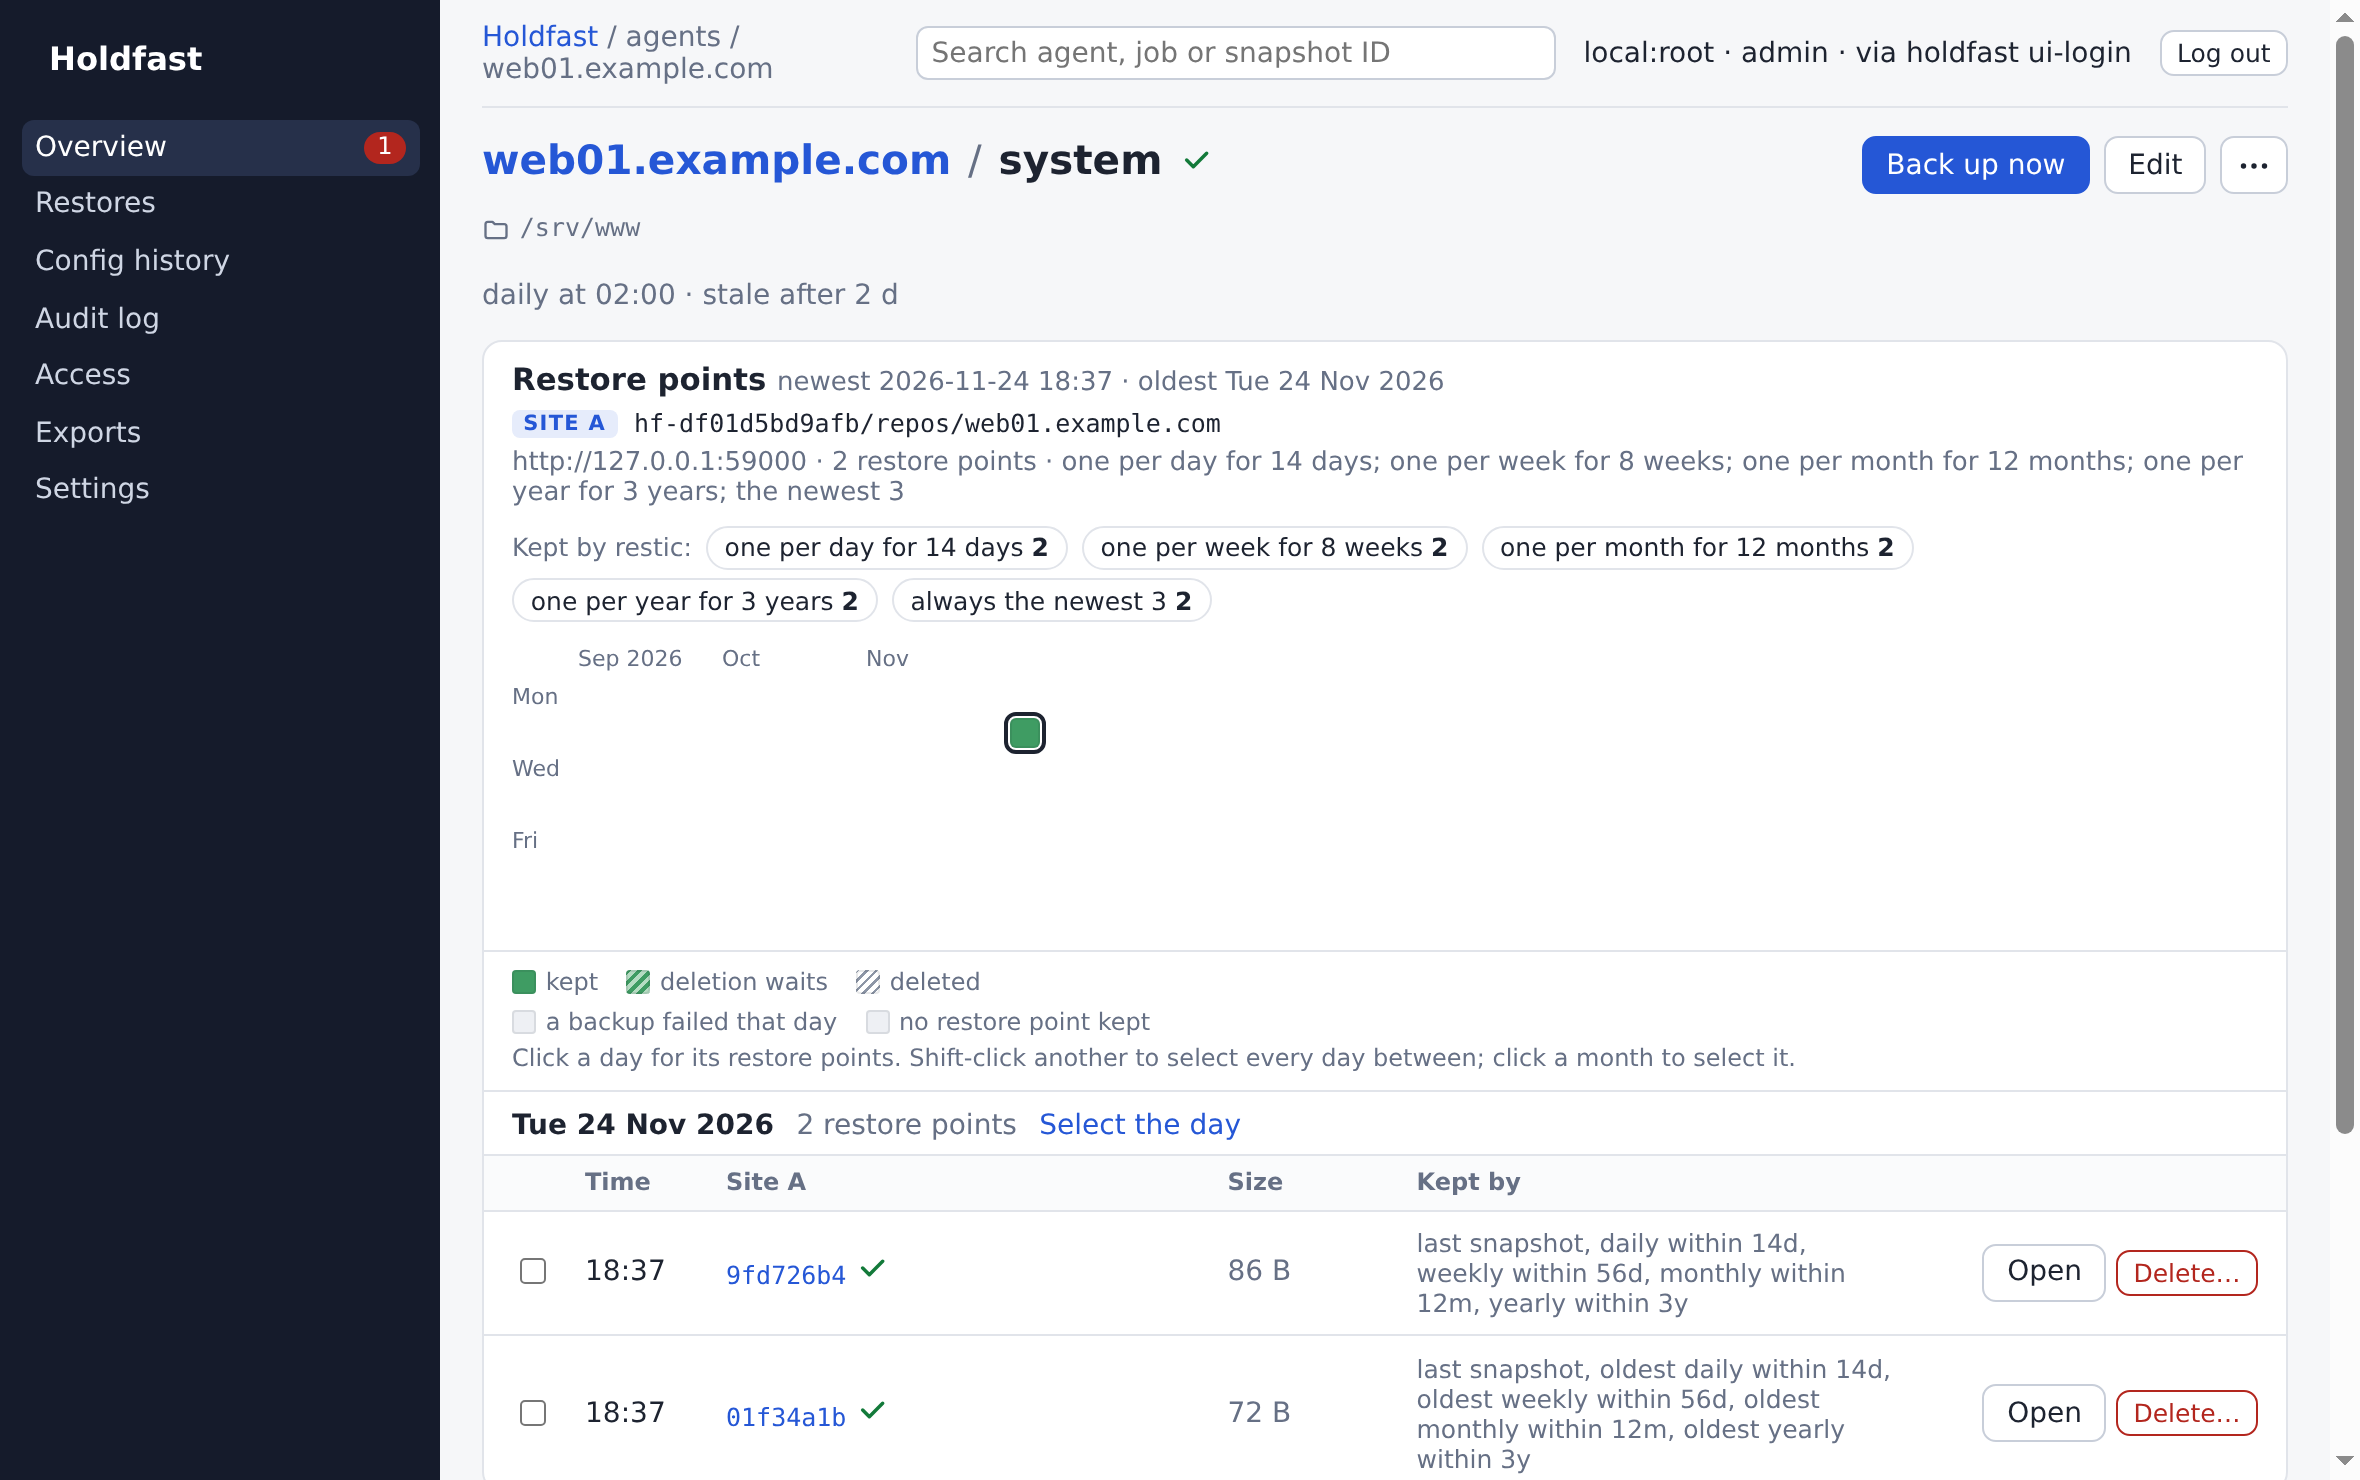 Holdfast
Overview 1
Restores
Config history
Audit log
Access
Exports
Settings
Holdfast / agents /
web01.example.com
Search agent, job or snapshot ID
local:root · admin · via holdfast ui-login
Log out
web01.example.com / system
Back up now
Edit
/srv/www
daily at 02:00 · stale after 2 d
Restore points newest 2026-11-24 18:37 · oldest Tue 24 Nov 2026
SITE A hf-df01d5bd9afb/repos/web01.example.com
http://127.0.0.1:59000 · 2 restore points · one per day for 14 days; one per week for 8 weeks; one per month for 12 months; one per
year for 3 years; the newest 3
Kept by restic: one per day for 14 days 2 one per week for 8 weeks 2 one per month for 12 months 2
one per year for 3 years 2 always the newest 3 2
Sep 2026 Oct Nov
Mon
Wed
Fri
kept deletion waits deleted
a backup failed that day no restore point kept
Click a day for its restore points. Shift-click another to select every day between; click a month to select it.
Tue 24 Nov 2026 2 restore points Select the day
Time Site A Size Kept by
18:37 9fd726b4 86 B
last snapshot, daily within 14d,
weekly within 56d, monthly within
12m, yearly within 3y
Open Delete...
18:37 01f34a1b 72 B
last snapshot, oldest daily within 14d,
oldest weekly within 56d, oldest
monthly within 12m, oldest yearly
within 3y
Open Delete...